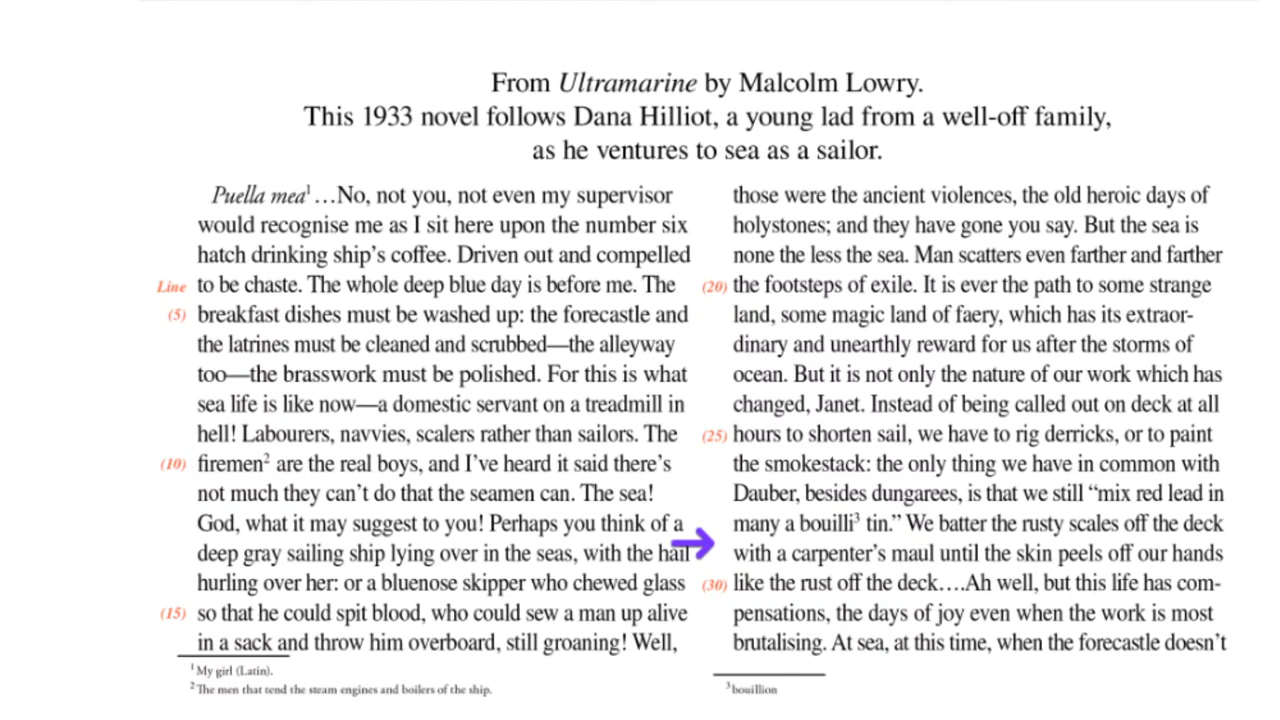 From Ultramarine by Malcolm Lowry.
This 1933 novel follows Dana Hilliot, a young lad from a well-off family,
as he ventures to sea as a sailor.
Puella mea¹…No, not you, not even my supervisor
would recognise me as I sit here upon the number six
hatch drinking ship's coffee. Driven out and compelled
Line to be chaste. The whole deep blue day is before me. The
(5) breakfast dishes must be washed up: the forecastle and
the latrines must be cleaned and scrubbed—the alleyway
too—the brasswork must be polished. For this is what
sea life is like now—a domestic servant on a treadmill in
hell! Labourers, navvies, scalers rather than sailors. The
(10) firemen² are the real boys, and I've heard it said there's
not much they can't do that the seamen can. The sea!
God, what it may suggest to you! Perhaps you think of a
deep gray sailing ship lying over in the seas, with the hail
hurling over her: or a bluenose skipper who chewed glass
(15) so that he could spit blood, who could sew a man up alive
in a sack and throw him overboard, still groaning! Well,
¹ My girl (Latin).
² The men that tend the steam engines and boilers of the ship.
those were the ancient violences, the old heroic days of
holystones; and they have gone you say. But the sea is
none the less the sea. Man scatters even farther and farther
(20) the footsteps of exile. It is ever the path to some strange
land, some magic land of faery, which has its extraor-
dinary and unearthly reward for us after the storms of
ocean. But it is not only the nature of our work which has
changed, Janet. Instead of being called out on deck at all
(25) hours to shorten sail, we have to rig derricks, or to paint
the smokestack: the only thing we have in common with
Dauber, besides dungarees, is that we still “mix red lead in
many a bouilli³ tin.” We batter the rusty scales off the deck
with a carpenter's maul until the skin peels off our hands
(30) like the rust off the deck….Ah well, but this life has com-
pensations, the days of joy even when the work is most
brutalising. At sea, at this time, when the forecastle doesn't
³ bouillion